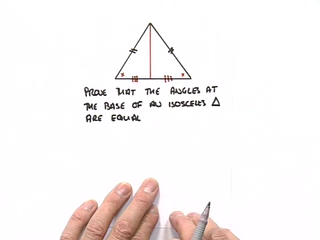 PROVE THAT THE ANGLES AT
THE BASE OF AN ISOSCELES △
ARE EQUAL